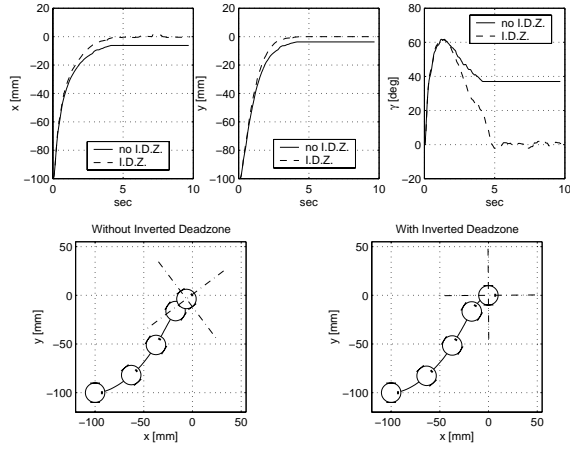 20
0
−20
−40
−60
−80
−100
x [mm]
0 5 10
sec
no I.D.Z.
I.D.Z.
20
0
−20
−40
−60
−80
−100
y [mm]
0 5 10
sec
no I.D.Z.
I.D.Z.
80
60
40
20
0
−20
γ [deg]
0 5 10
sec
no I.D.Z.
I.D.Z.
Without Inverted Deadzone
50
0
−50
−100
y [mm]
−100 −50 0 50
x [mm]
With Inverted Deadzone
50
0
−50
−100
y [mm]
−100 −50 0 50
x [mm]